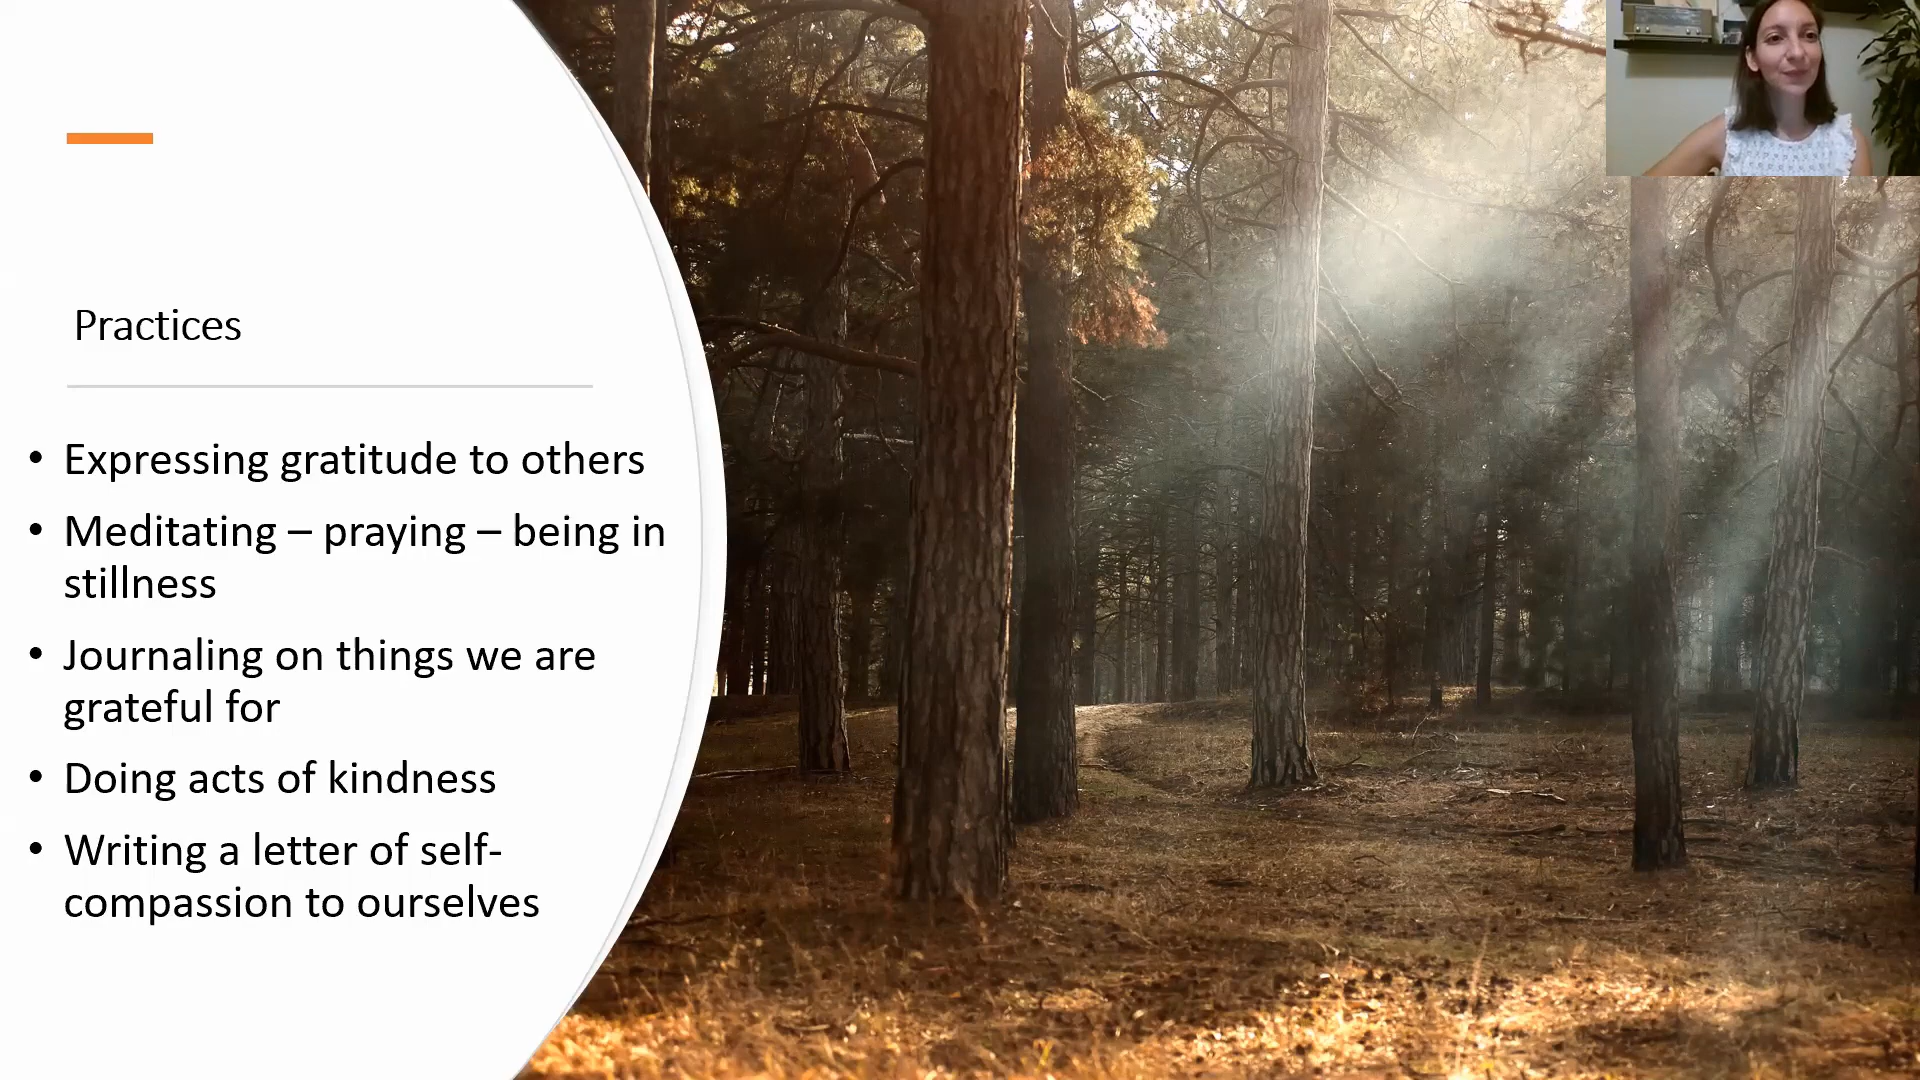 Practices
• Expressing gratitude to others
• Meditating – praying – being in
stillness
• Journaling on things we are
grateful for
• Doing acts of kindness
• Writing a letter of self-
compassion to ourselves